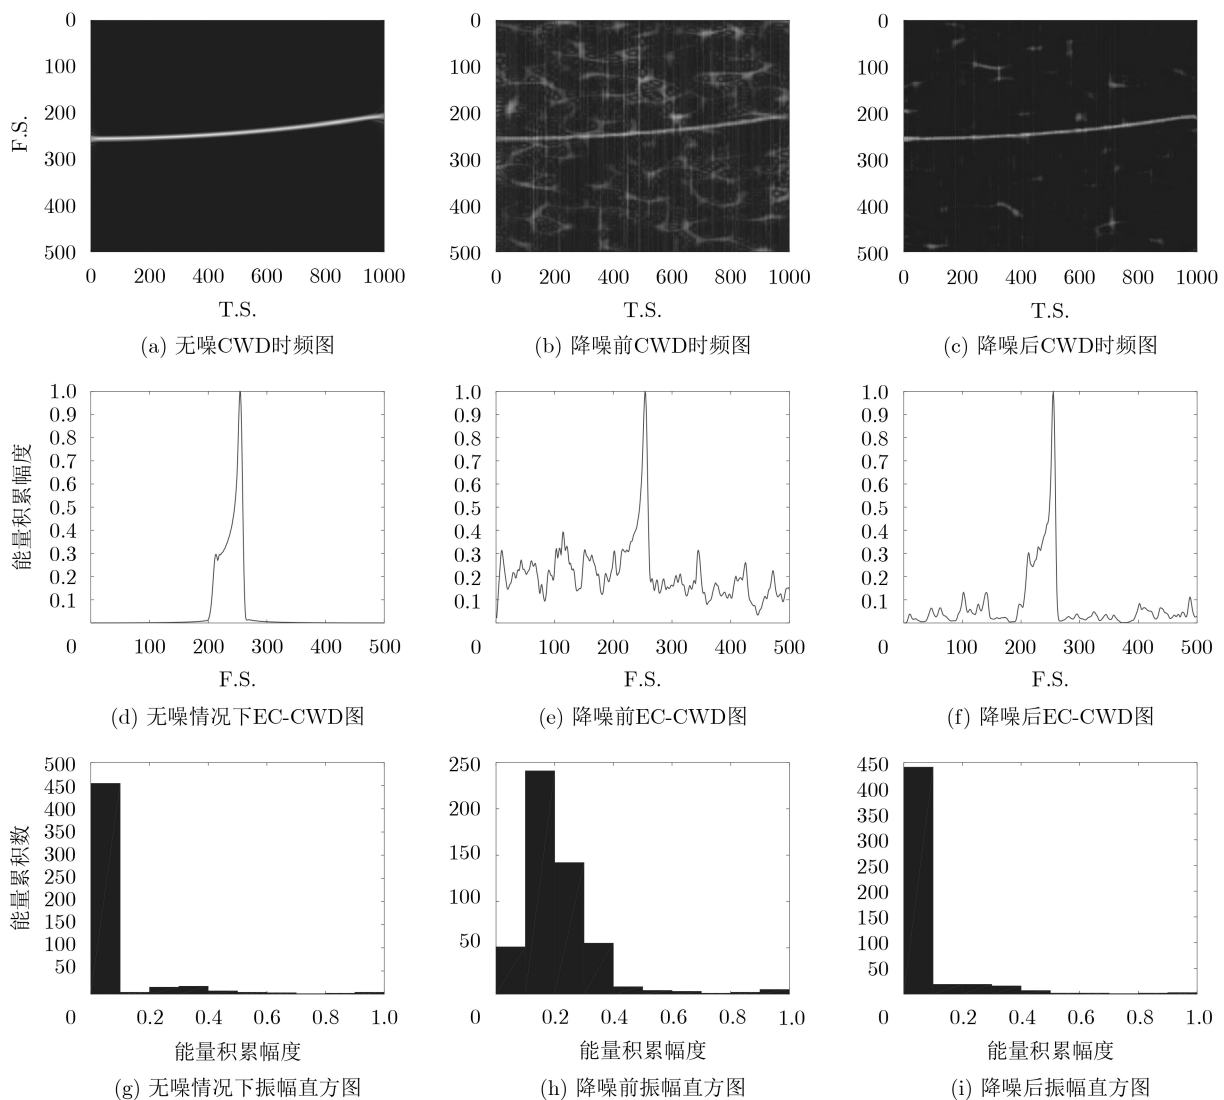 0
100
200
300
400
500
F.S.
0 200 400 600 800 1000
T.S.
(a) 无噪CWD时频图
0
100
200
300
400
500
0 200 400 600 800 1000
T.S.
(b) 降噪前CWD时频图
0
100
200
300
400
500
0 200 400 600 800 1000
T.S.
(c) 降噪后CWD时频图
1.0
0.9
0.8
0.7
0.6
0.5
0.4
0.3
0.2
0.1
能量积累幅度
0 100 200 300 400 500
F.S.
(d) 无噪情况下EC-CWD图
1.0
0.9
0.8
0.7
0.6
0.5
0.4
0.3
0.2
0.1
0 100 200 300 400 500
F.S.
(e) 降噪前EC-CWD图
1.0
0.9
0.8
0.7
0.6
0.5
0.4
0.3
0.2
0.1
0 100 200 300 400 500
F.S.
(f) 降噪后EC-CWD图
500
450
400
350
300
250
200
150
100
50
能量累积数
0 0.2 0.4 0.6 0.8 1.0
能量积累幅度
(g) 无噪情况下振幅直方图
250
200
150
100
50
0 0.2 0.4 0.6 0.8 1.0
能量积累幅度
(h) 降噪前振幅直方图
450
400
350
300
250
200
150
100
50
0 0.2 0.4 0.6 0.8 1.0
能量积累幅度
(i) 降噪后振幅直方图